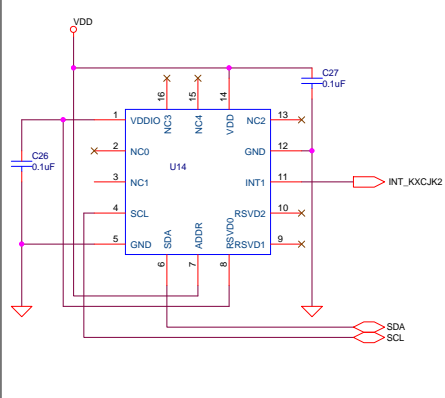 VDD
C27
0.1uF
16
15
14
NC3
NC4
VDD
1
VDDIO
NC2
13
C26
0.1uF
2
NC0
GND
12
U14
3
NC1
INT1
11
INT_KXCJK2
4
SCL
RSVD2
10
5
GND
RSVD1
9
SDA
ADDR
RSVD0
6
7
8
SDA
SCL